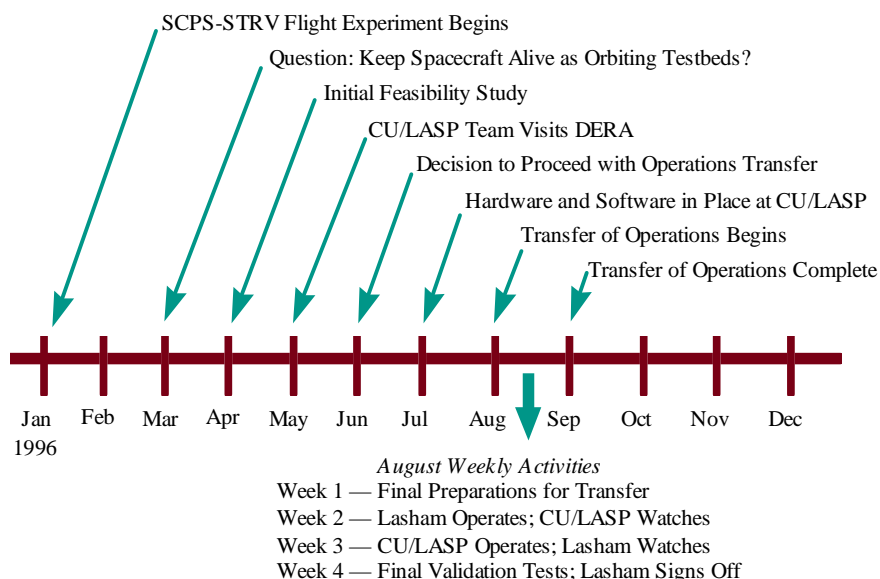 SCPS-STRV Flight Experiment Begins
Question: Keep Spacecraft Alive as Orbiting Testbeds?
Initial Feasibility Study
CU/LASP Team Visits DERA
Decision to Proceed with Operations Transfer
Hardware and Software in Place at CU/LASP
Transfer of Operations Begins
Transfer of Operations Complete
Jan Feb Mar Apr May Jun Jul Aug Sep Oct Nov Dec
1996
August Weekly Activities
Week 1 — Final Preparations for Transfer
Week 2 — Lasham Operates; CU/LASP Watches
Week 3 — CU/LASP Operates; Lasham Watches
Week 4 — Final Validation Tests; Lasham Signs Off